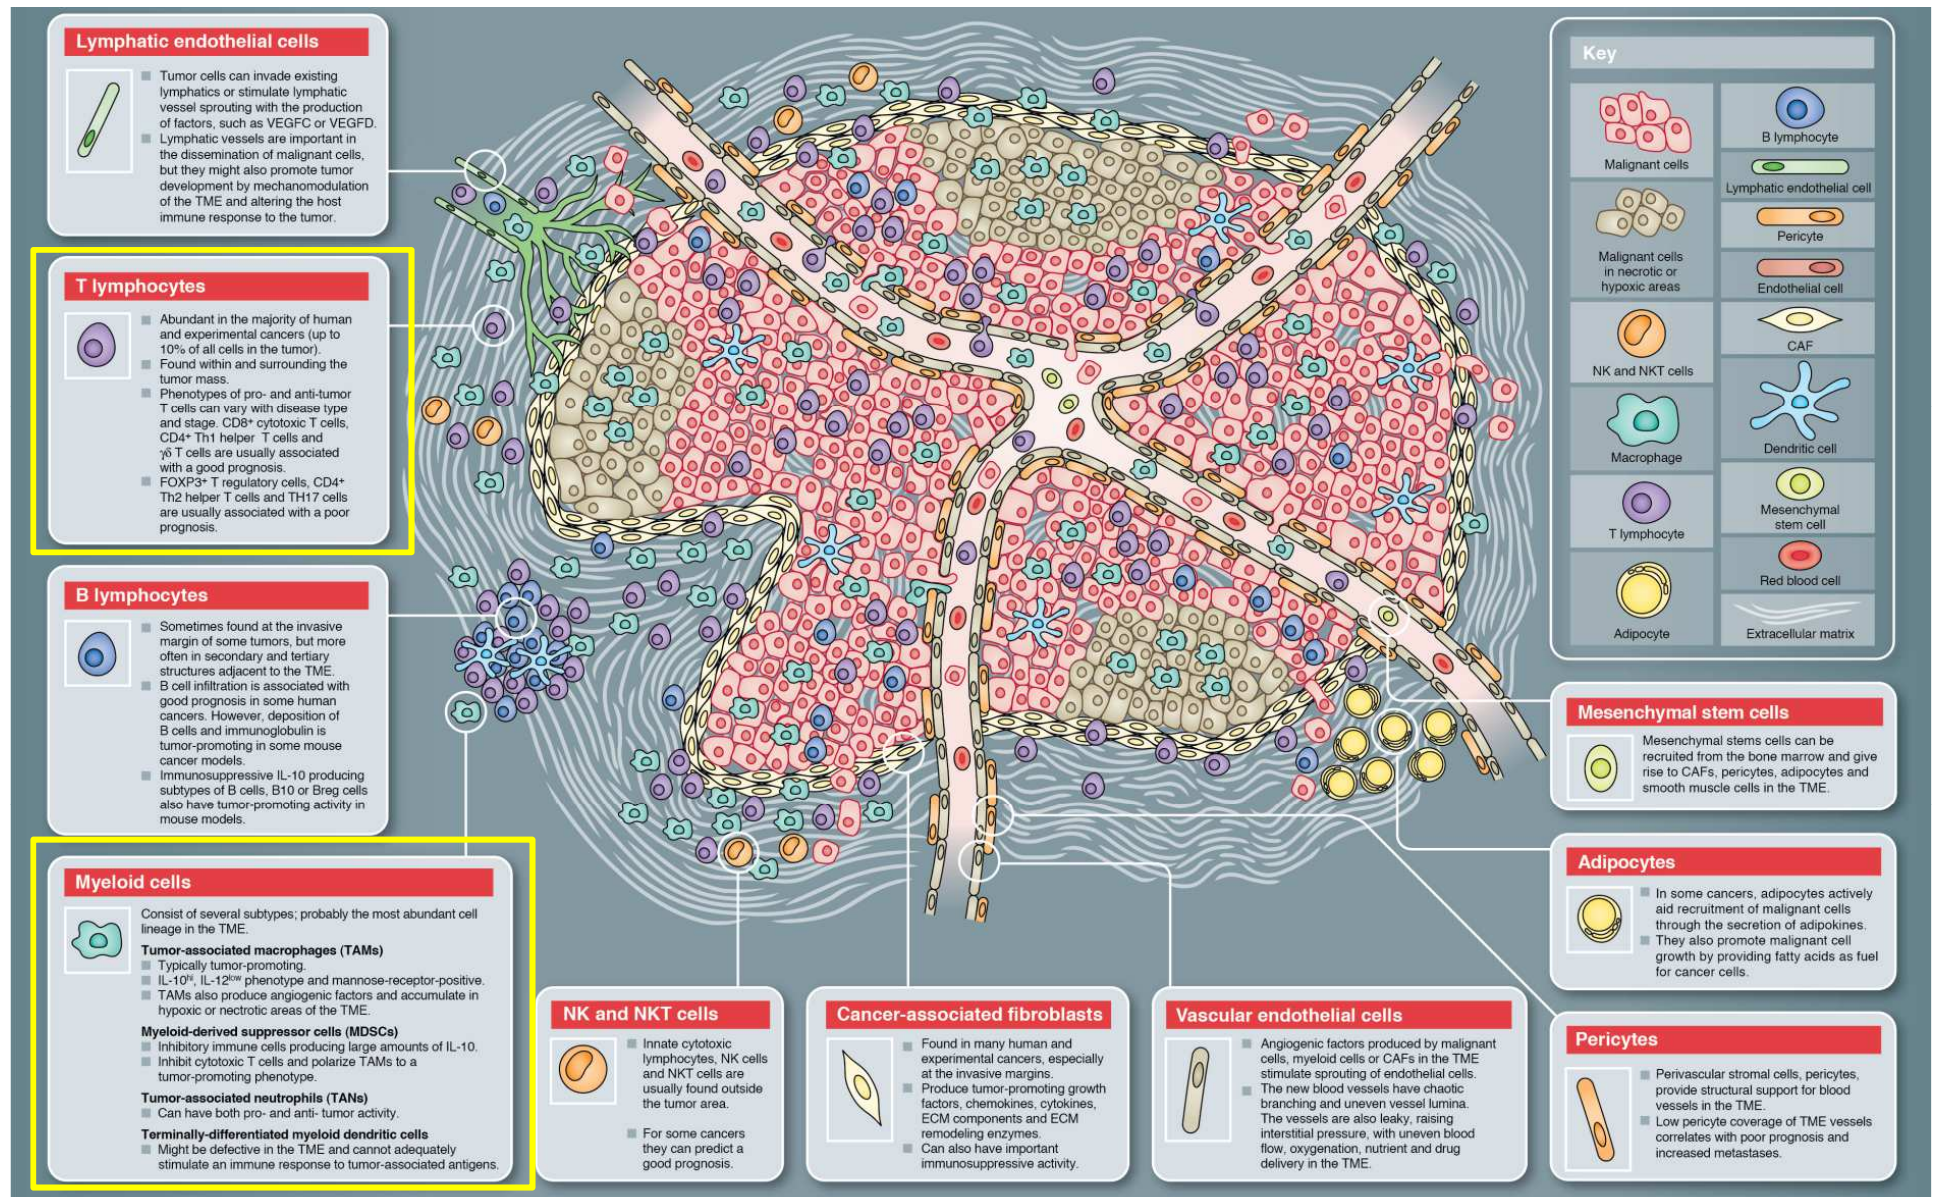 Lymphatic endothelial cells
Tumor cells can invade existing
lymphatics or stimulate lymphatic
vessel sprouting with the production
of factors, such as VEGFC or VEGFD.
Lymphatic vessels are important in
the dissemination of malignant cells,
but they might also promote tumor
development by mechanomodulation
of the TME and altering the host
immune response to the tumor.
T lymphocytes
Abundant in the majority of human
and experimental cancers (up to
10% of all cells in the tumor).
Found within and surrounding the
tumor mass.
Phenotypes of pro- and anti-tumor
T cells can vary with disease type
and stage. CD8⁺ cytotoxic T cells,
CD4⁺ Th1 helper T cells and
γδ T cells are usually associated
with a good prognosis.
FOXP3⁺ T regulatory cells, CD4⁺
Th2 helper T cells and TH17 cells
are usually associated with a poor
prognosis.
B lymphocytes
Sometimes found at the invasive
margin of some tumors, but more
often in secondary and tertiary
structures adjacent to the TME.
B cell infiltration is associated with
good prognosis in some human
cancers. However, deposition of
B cells and immunoglobulin is
tumor-promoting in some mouse
cancer models.
Immunosuppressive IL-10 producing
subtypes of B cells, B10 or Breg cells
also have tumor-promoting activity in
mouse models.
Myeloid cells
Consist of several subtypes; probably the most abundant cell
lineage in the TME.
Tumor-associated macrophages (TAMs)
Typically tumor-promoting.
IL-10ʰⁱ, IL-12ˡᵒʷ phenotype and mannose-receptor-positive.
TAMs also produce angiogenic factors and accumulate in
hypoxic or necrtotic areas of the TME.
Myeloid-derived suppressor cells (MDSCs)
Inhibitory immune cells producing large amounts of IL-10.
Inhibit cytotoxic T cells and polarize TAMs to a
tumor-promoting phenotype.
Tumor-associated neutrophils (TANs)
Can have both pro- and anti- tumor activity.
Terminally-differentiated myeloid dendritic cells
Might be defective in the TME and cannot adequately
stimulate an immune response to tumor-associated antigens.
NK and NKT cells
Innate cytotoxic
lymphocytes, NK cells
and NKT cells are
usually found outside
the tumor area.
For some cancers
they can predict a
good prognosis.
Cancer-associated fibroblasts
Found in many human and
experimental cancers, especially
at the invasive margins.
Produce tumor-promoting growth
factors, chemokines, cytokines,
ECM components and ECM
remodeling enzymes.
Can also have important
immunosuppressive activity.
Vascular endothelial cells
Angiogenic factors produced by malignant
cells, myeloid cells or CAFs in the TME
stimulate sprouting of endothelial cells.
The new blood vessels have chaotic
branching and uneven vessel lumina.
The vessels are also leaky, raising
interstitial pressure, with uneven blood
flow, oxygenation, nutrient and drug
delivery in the TME.
Key
Malignant cells
Malignant cells
in necrotic or
hypoxic areas
NK and NKT cells
Macrophage
T lymphocyte
Adipocyte
B lymphocyte
Lymphatic endothelial cell
Pericyte
Endothelial cell
CAF
Dendritic cell
Mesenchymal
stem cell
Red blood cell
Extracellular matrix
Mesenchymal stem cells
Mesenchymal stems cells can be
recruited from the bone marrow and give
rise to CAFs, pericytes, adipocytes and
smooth muscle cells in the TME.
Adipocytes
In some cancers, adipocytes actively
aid recruitment of malignant cells
through the secretion of adipokines.
They also promote malignant cell
growth by providing fatty acids as fuel
for cancer cells.
Pericytes
Perivascular stromal cells, pericytes,
provide structural support for blood
vessels in the TME.
Low pericyte coverage of TME vessels
correlates with poor prognosis and
increased metastases.